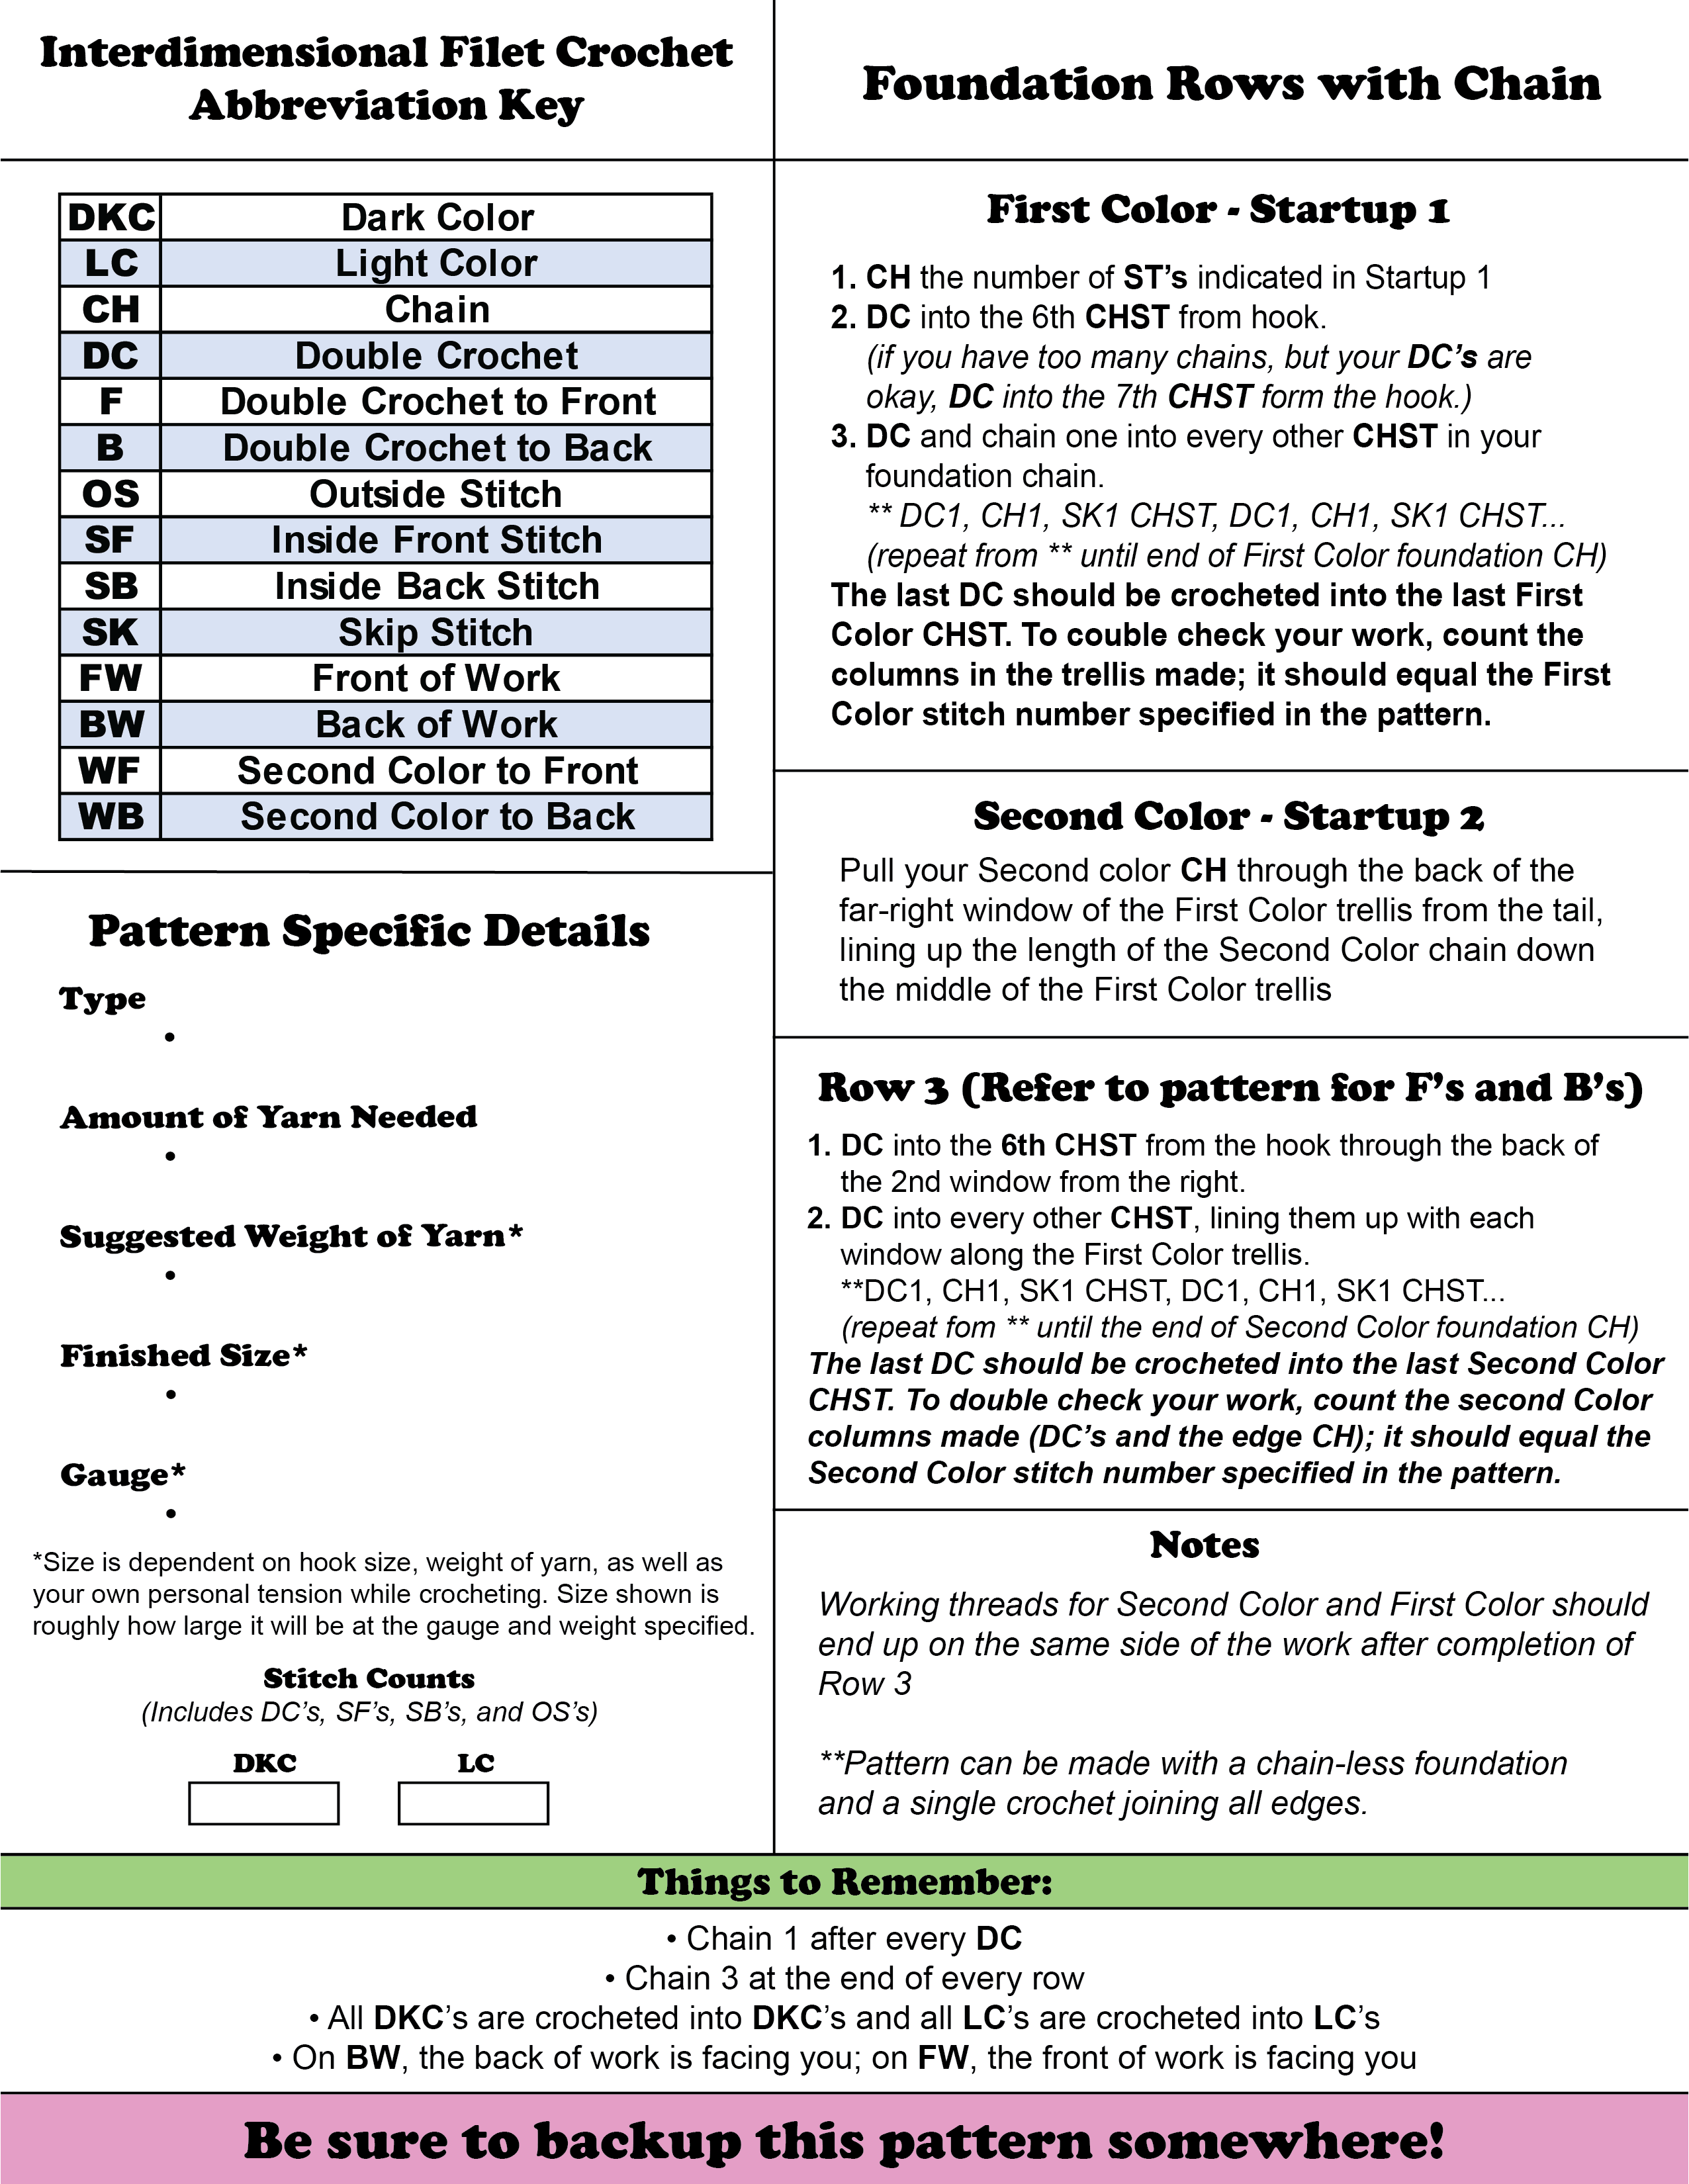 Interdimensional Filet Crochet
Abbreviation Key
DKC Dark Color
LC Light Color
CH Chain
DC Double Crochet
F Double Crochet to Front
B Double Crochet to Back
OS Outside Stitch
SF Inside Front Stitch
SB Inside Back Stitch
SK Skip Stitch
FW Front of Work
BW Back of Work
WF Second Color to Front
WB Second Color to Back
Pattern Specific Details
Type
•
Amount of Yarn Needed
•
Suggested Weight of Yarn*
•
Finished Size*
•
Gauge*
•
*Size is dependent on hook size, weight of yarn, as well as
your own personal tension while crocheting. Size shown is
roughly how large it will be at the gauge and weight specified.
Stitch Counts
(Includes DC’s, SF’s, SB’s, and OS’s)
DKC LC
Foundation Rows with Chain
First Color - Startup 1
1. CH the number of ST’s indicated in Startup 1
2. DC into the 6th CHST from hook.
(if you have too many chains, but your DC’s are
okay, DC into the 7th CHST form the hook.)
3. DC and chain one into every other CHST in your
foundation chain.
** DC1, CH1, SK1 CHST, DC1, CH1, SK1 CHST...
(repeat from ** until end of First Color foundation CH)
The last DC should be crocheted into the last First
Color CHST. To couble check your work, count the
columns in the trellis made; it should equal the First
Color stitch number specified in the pattern.
Second Color - Startup 2
Pull your Second color CH through the back of the
far-right window of the First Color trellis from the tail,
lining up the length of the Second Color chain down
the middle of the First Color trellis
Row 3 (Refer to pattern for F’s and B’s)
1. DC into the 6th CHST from the hook through the back of
the 2nd window from the right.
2. DC into every other CHST, lining them up with each
window along the First Color trellis.
**DC1, CH1, SK1 CHST, DC1, CH1, SK1 CHST...
(repeat fom ** until the end of Second Color foundation CH)
The last DC should be crocheted into the last Second Color
CHST. To double check your work, count the second Color
columns made (DC’s and the edge CH); it should equal the
Second Color stitch number specified in the pattern.
Notes
Working threads for Second Color and First Color should
end up on the same side of the work after completion of
Row 3
**Pattern can be made with a chain-less foundation
and a single crochet joining all edges.
Things to Remember:
• Chain 1 after every DC
• Chain 3 at the end of every row
• All DKC’s are crocheted into DKC’s and all LC’s are crocheted into LC’s
• On BW, the back of work is facing you; on FW, the front of work is facing you
Be sure to backup this pattern somewhere!